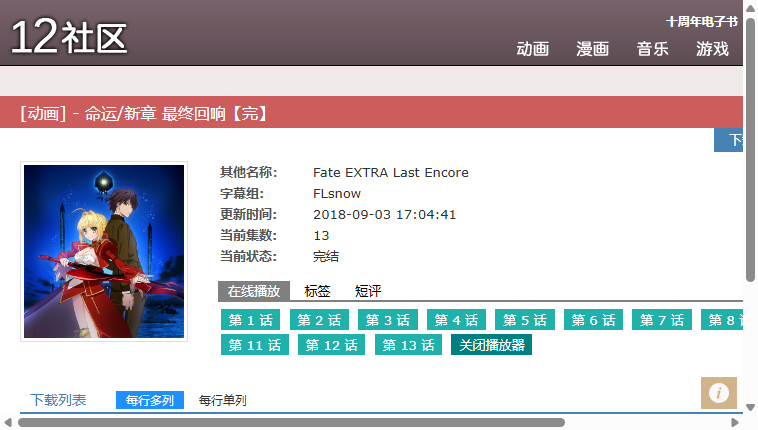 12社区
十周年电子书
动画 漫画 音乐 游戏
[动画] - 命运/新章 最终回响【完】
下
其他名称: Fate EXTRA Last Encore
字幕组: FLsnow
更新时间: 2018-09-03 17:04:41
当前集数: 13
当前状态: 完结
在线播放 标签 短评
第 1 话 第 2 话 第 3 话 第 4 话 第 5 话 第 6 话 第 7 话 第 8
第 11 话 第 12 话 第 13 话 关闭播放器
下载列表 每行多列 每行单列
i